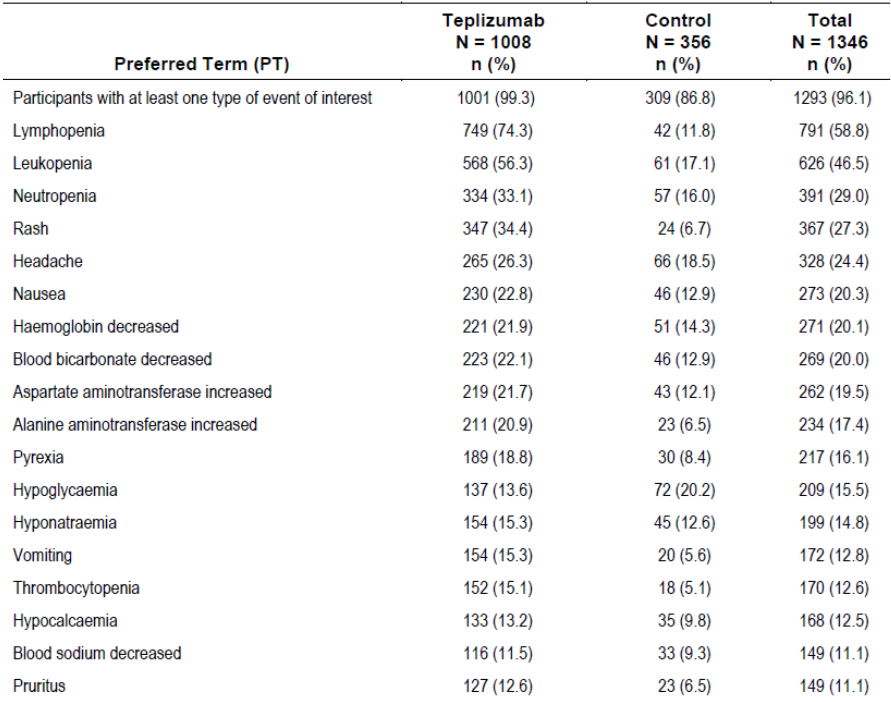 Preferred Term (PT) Teplizumab N = 1008 n (%) Control N = 356 n (%) Total N = 1346 n (%)
Participants with at least one type of event of interest 1001 (99.3) 309 (86.8) 1293 (96.1)
Lymphopenia 749 (74.3) 42 (11.8) 791 (58.8)
Leukopenia 568 (56.3) 61 (17.1) 626 (46.5)
Neutropenia 334 (33.1) 57 (16.0) 391 (29.0)
Rash 347 (34.4) 24 (6.7) 367 (27.3)
Headache 265 (26.3) 66 (18.5) 328 (24.4)
Nausea 230 (22.8) 46 (12.9) 273 (20.3)
Haemoglobin decreased 221 (21.9) 51 (14.3) 271 (20.1)
Blood bicarbonate decreased 223 (22.1) 46 (12.9) 269 (20.0)
Aspartate aminotransferase increased 219 (21.7) 43 (12.1) 262 (19.5)
Alanine aminotransferase increased 211 (20.9) 23 (6.5) 234 (17.4)
Pyrexia 189 (18.8) 30 (8.4) 217 (16.1)
Hypoglycaemia 137 (13.6) 72 (20.2) 209 (15.5)
Hyponatraemia 154 (15.3) 45 (12.6) 199 (14.8)
Vomiting 154 (15.3) 20 (5.6) 172 (12.8)
Thrombocytopenia 152 (15.1) 18 (5.1) 170 (12.6)
Hypocalcaemia 133 (13.2) 35 (9.8) 168 (12.5)
Blood sodium decreased 116 (11.5) 33 (9.3) 149 (11.1)
Pruritus 127 (12.6) 23 (6.5) 149 (11.1)